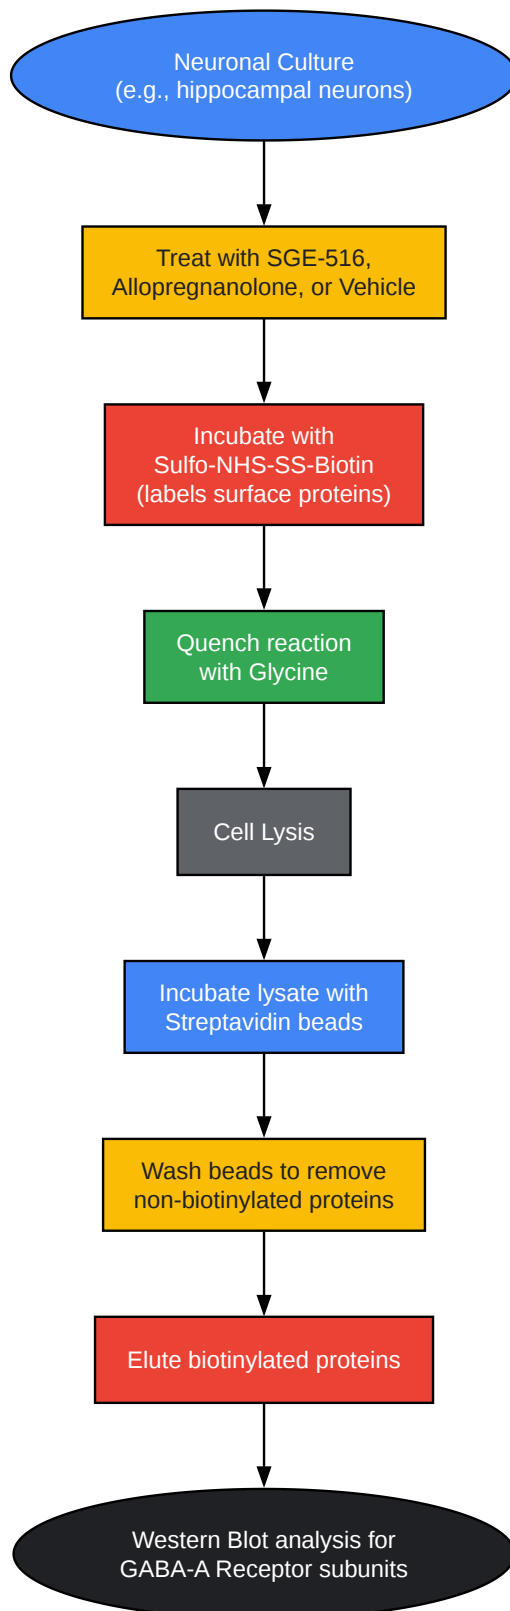 Neuronal Culture
(e.g., hippocampal neurons)
Treat with SGE-516,
Allopregnanolone, or Vehicle
Incubate with
Sulfo-NHS-SS-Biotin
(labels surface proteins)
Quench reaction
with Glycine
Cell Lysis
Incubate lysate with
Streptavidin beads
Wash beads to remove
non-biotinylated proteins
Elute biotinylated proteins
Western Blot analysis for
GABA-A Receptor subunits